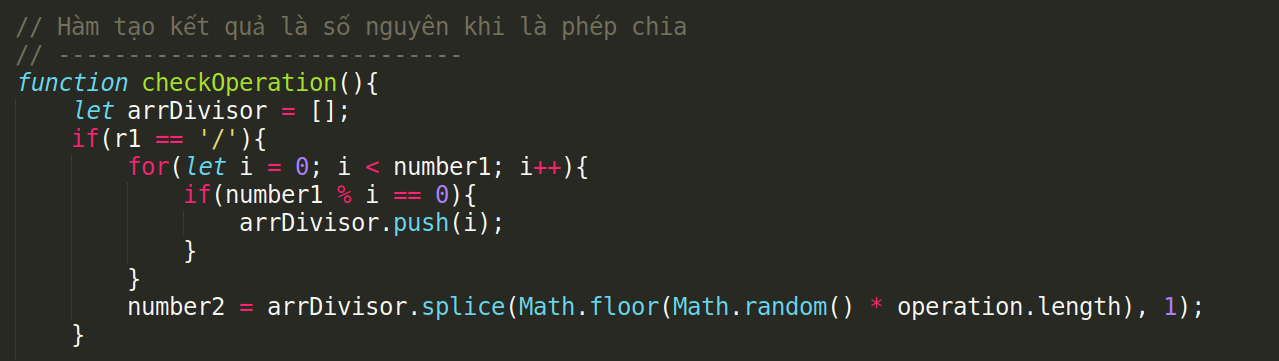 // Hàm tạo kết quả là số nguyên khi là phép chia
// -----------------------------
function checkOperation(){
    let arrDivisor = [];
    if(r1 == '/'){
        for(let i = 0; i < number1; i++){
            if(number1 % i == 0){
                arrDivisor.push(i);
            }
        }
        number2 = arrDivisor.splice(Math.floor(Math.random() * operation.length), 1);
    }